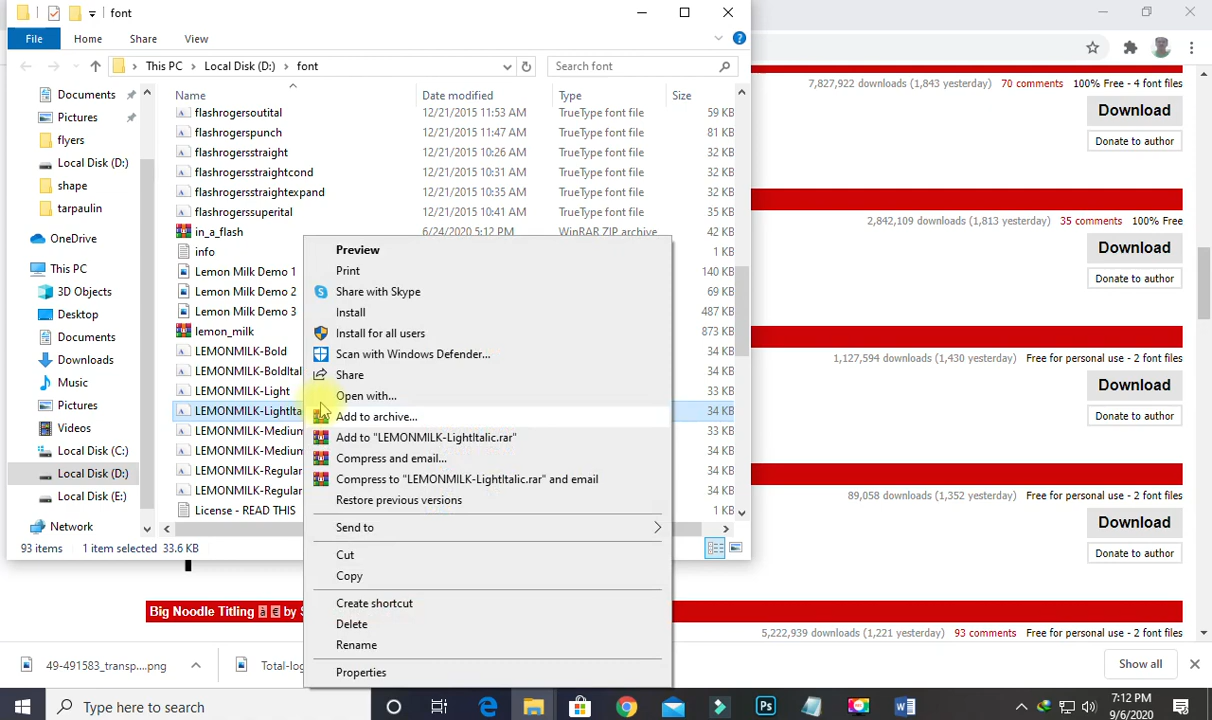 font
File Home Share View
This PC Local Disk (D:) font
Search font
Documents
Pictures
flyers
Local Disk (D:)
shape
tarpaulin
OneDrive
This PC
3D Objects
Desktop
Documents
Downloads
Music
Pictures
Videos
Local Disk (C:)
Local Disk (D:)
Local Disk (E:)
Network
Name Date modified Type Size
flashrogersoutital 12/21/2015 11:53 AM TrueType font file 59 KB
flashrogerspunch 12/21/2015 11:47 AM TrueType font file 81 KB
flashrogersstraight 12/21/2015 10:26 AM TrueType font file 32 KB
flashrogersstraightcond 12/21/2015 10:31 AM TrueType font file 32 KB
flashrogersstraightexpand 12/21/2015 10:35 AM TrueType font file 32 KB
flashrogerssuperital 12/21/2015 10:41 AM TrueType font file 35 KB
in_a_flash 6/24/2020 5:12 PM WinRAR ZIP archive 42 KB
info 1 KB
Lemon Milk Demo 1 140 KB
Lemon Milk Demo 2 69 KB
Lemon Milk Demo 3 487 KB
lemon_milk 873 KB
LEMONMILK-Bold 34 KB
LEMONMILK-BoldItal 34 KB
LEMONMILK-Light 33 KB
LEMONMILK-LightIta 34 KB
LEMONMILK-Medium 33 KB
LEMONMILK-Medium 34 KB
LEMONMILK-Regular 34 KB
LEMONMILK-Regular 34 KB
License - READ THIS 1 KB
93 items 1 item selected 33.6 KB
Preview
Print
Share with Skype
Install
Install for all users
Scan with Windows Defender...
Share
Open with...
Add to archive...
Add to "LEMONMILK-LightItalic.rar"
Compress and email...
Compress to "LEMONMILK-LightItalic.rar" and email
Restore previous versions
Send to
Cut
Copy
Create shortcut
Delete
Rename
Properties
7,827,922 downloads (1,843 yesterday) 70 comments 100% Free - 4 font files
Download
Donate to author
2,842,109 downloads (1,813 yesterday) 35 comments 100% Free
Download
Donate to author
1,127,594 downloads (1,430 yesterday) Free for personal use - 2 font files
Download
Donate to author
89,058 downloads (1,352 yesterday) Free for personal use - 2 font files
Download
Donate to author
Big Noodle Titling à € by S
5,222,939 downloads (1,221 yesterday) 93 comments Free for personal use - 2 font files
49-491583_transp....png
Total-log
Show all
Type here to search
7:12 PM
9/6/2020